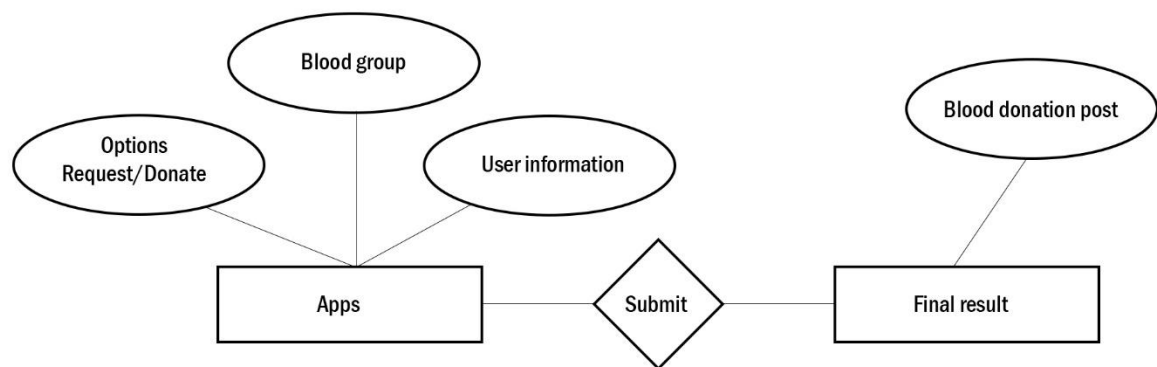 Blood group
Blood donation post
Options
Request/Donate
User information
Apps
Submit
Final result